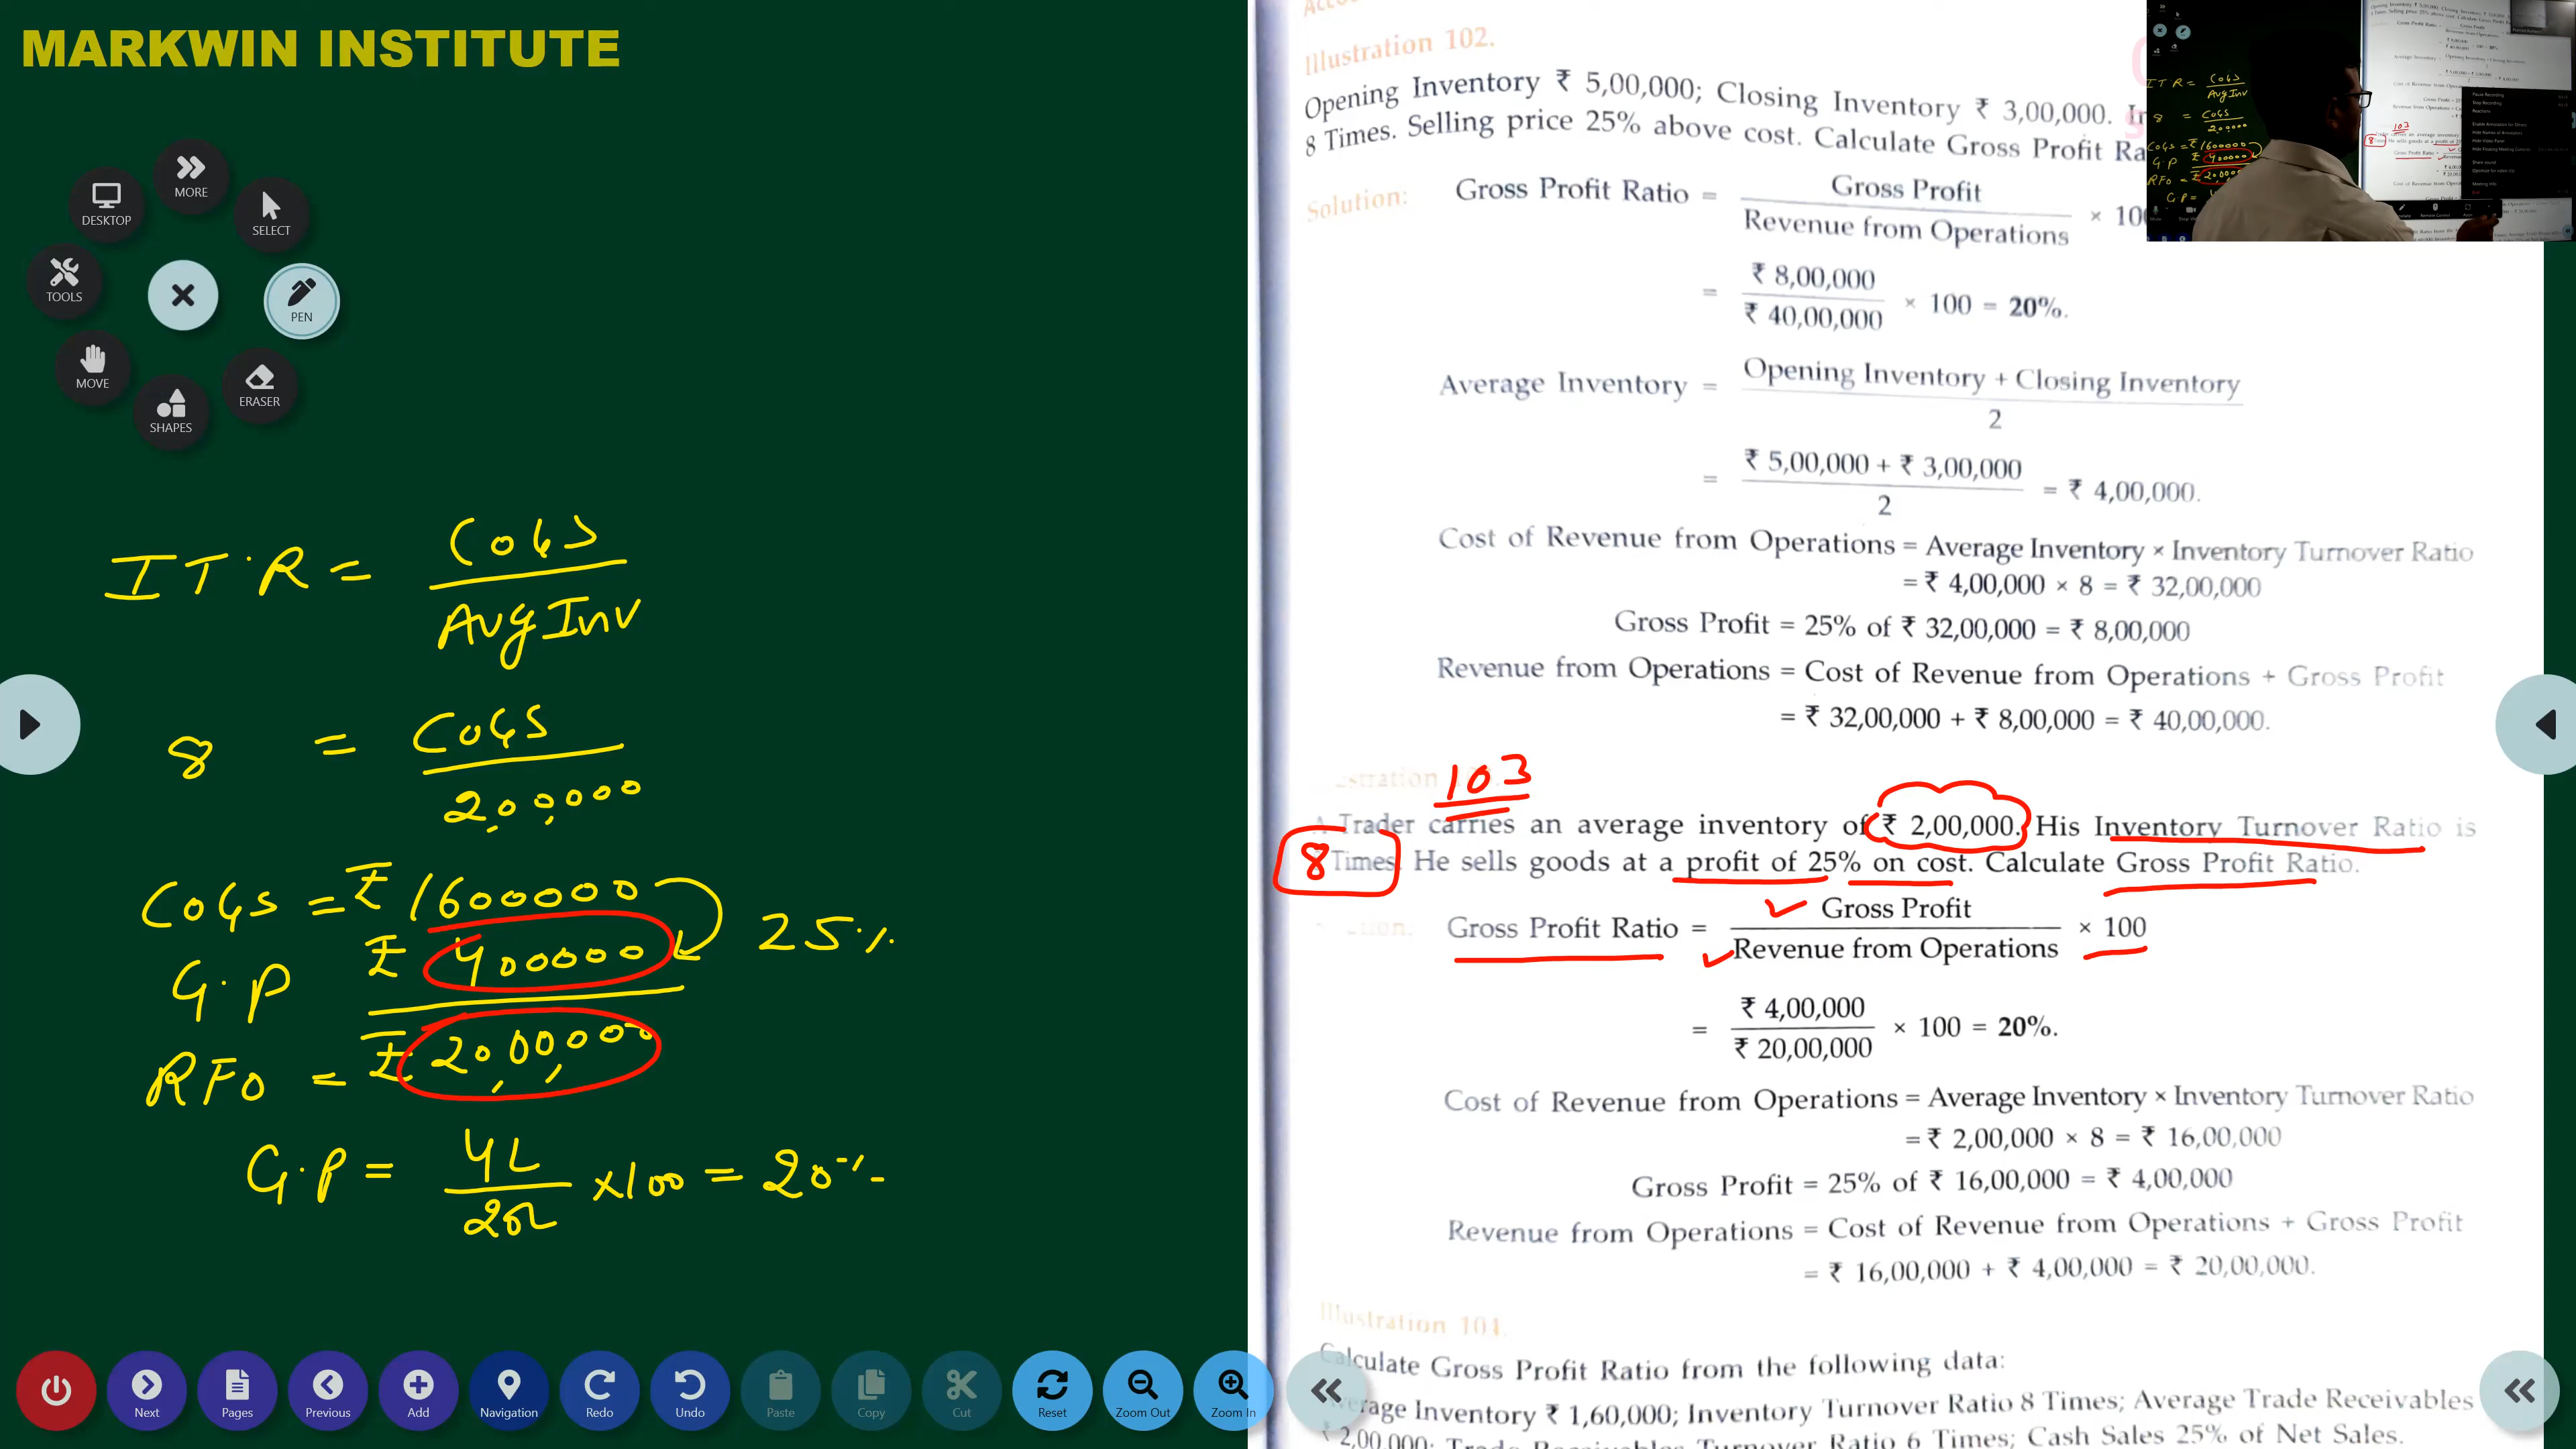 MARKWIN INSTITUTE
MORE
DESKTOP
SELECT
TOOLS
PEN
MOVE
ERASER
SHAPES
I T.R = COGS / Avg Inv
8 = COGS / 2,00,000
COGS = ₹ 1600000
G.P ₹ 400000 25%
RFO = ₹ 20,00,000
G.P = 4L / 20L × 100 = 20%
Next
Pages
Previous
Add
Navigation
Redo
Undo
Paste
Copy
Cut
Reset
Zoom Out
Zoom In
Illustration 102.
Opening Inventory ₹ 5,00,000; Closing Inventory ₹ 3,00,000.
8 Times. Selling price 25% above cost. Calculate Gross Profit
Solution: Gross Profit Ratio = Gross Profit / Revenue from Operations ×
= ₹ 8,00,000 / ₹ 40,00,000 × 100 = 20%.
Average Inventory = Opening Inventory + Closing Inventory / 2
= ₹ 5,00,000 + ₹ 3,00,000 / 2 = ₹ 4,00,000.
Cost of Revenue from Operations = Average Inventory × Inventory Turnover Ratio
= ₹ 4,00,000 × 8 = ₹ 32,00,000
Gross Profit = 25% of ₹ 32,00,000 = ₹ 8,00,000
Revenue from Operations = Cost of Revenue from Operations + Gross Profit
= ₹ 32,00,000 + ₹ 8,00,000 = ₹ 40,00,000.
103
A Trader carries an average inventory of ₹ 2,00,000. His Inventory Turnover Ratio is
8 Times. He sells goods at a profit of 25% on cost. Calculate Gross Profit Ratio.
Gross Profit Ratio = Gross Profit / Revenue from Operations × 100
= ₹ 4,00,000 / ₹ 20,00,000 × 100 = 20%.
Cost of Revenue from Operations = Average Inventory × Inventory Turnover Ratio
= ₹ 2,00,000 × 8 = ₹ 16,00,000
Gross Profit = 25% of ₹ 16,00,000 = ₹ 4,00,000
Revenue from Operations = Cost of Revenue from Operations + Gross Profit
= ₹ 16,00,000 + ₹ 4,00,000 = ₹ 20,00,000.
Illustration 104.
Calculate Gross Profit Ratio from the following data:
Average Inventory ₹ 1,60,000; Inventory Turnover Ratio 8 Times; Average Trade Receivables
₹ 2,00,000; Trade Receivables Turnover Ratio 6 Times; Cash Sales 25% of Net Sales.